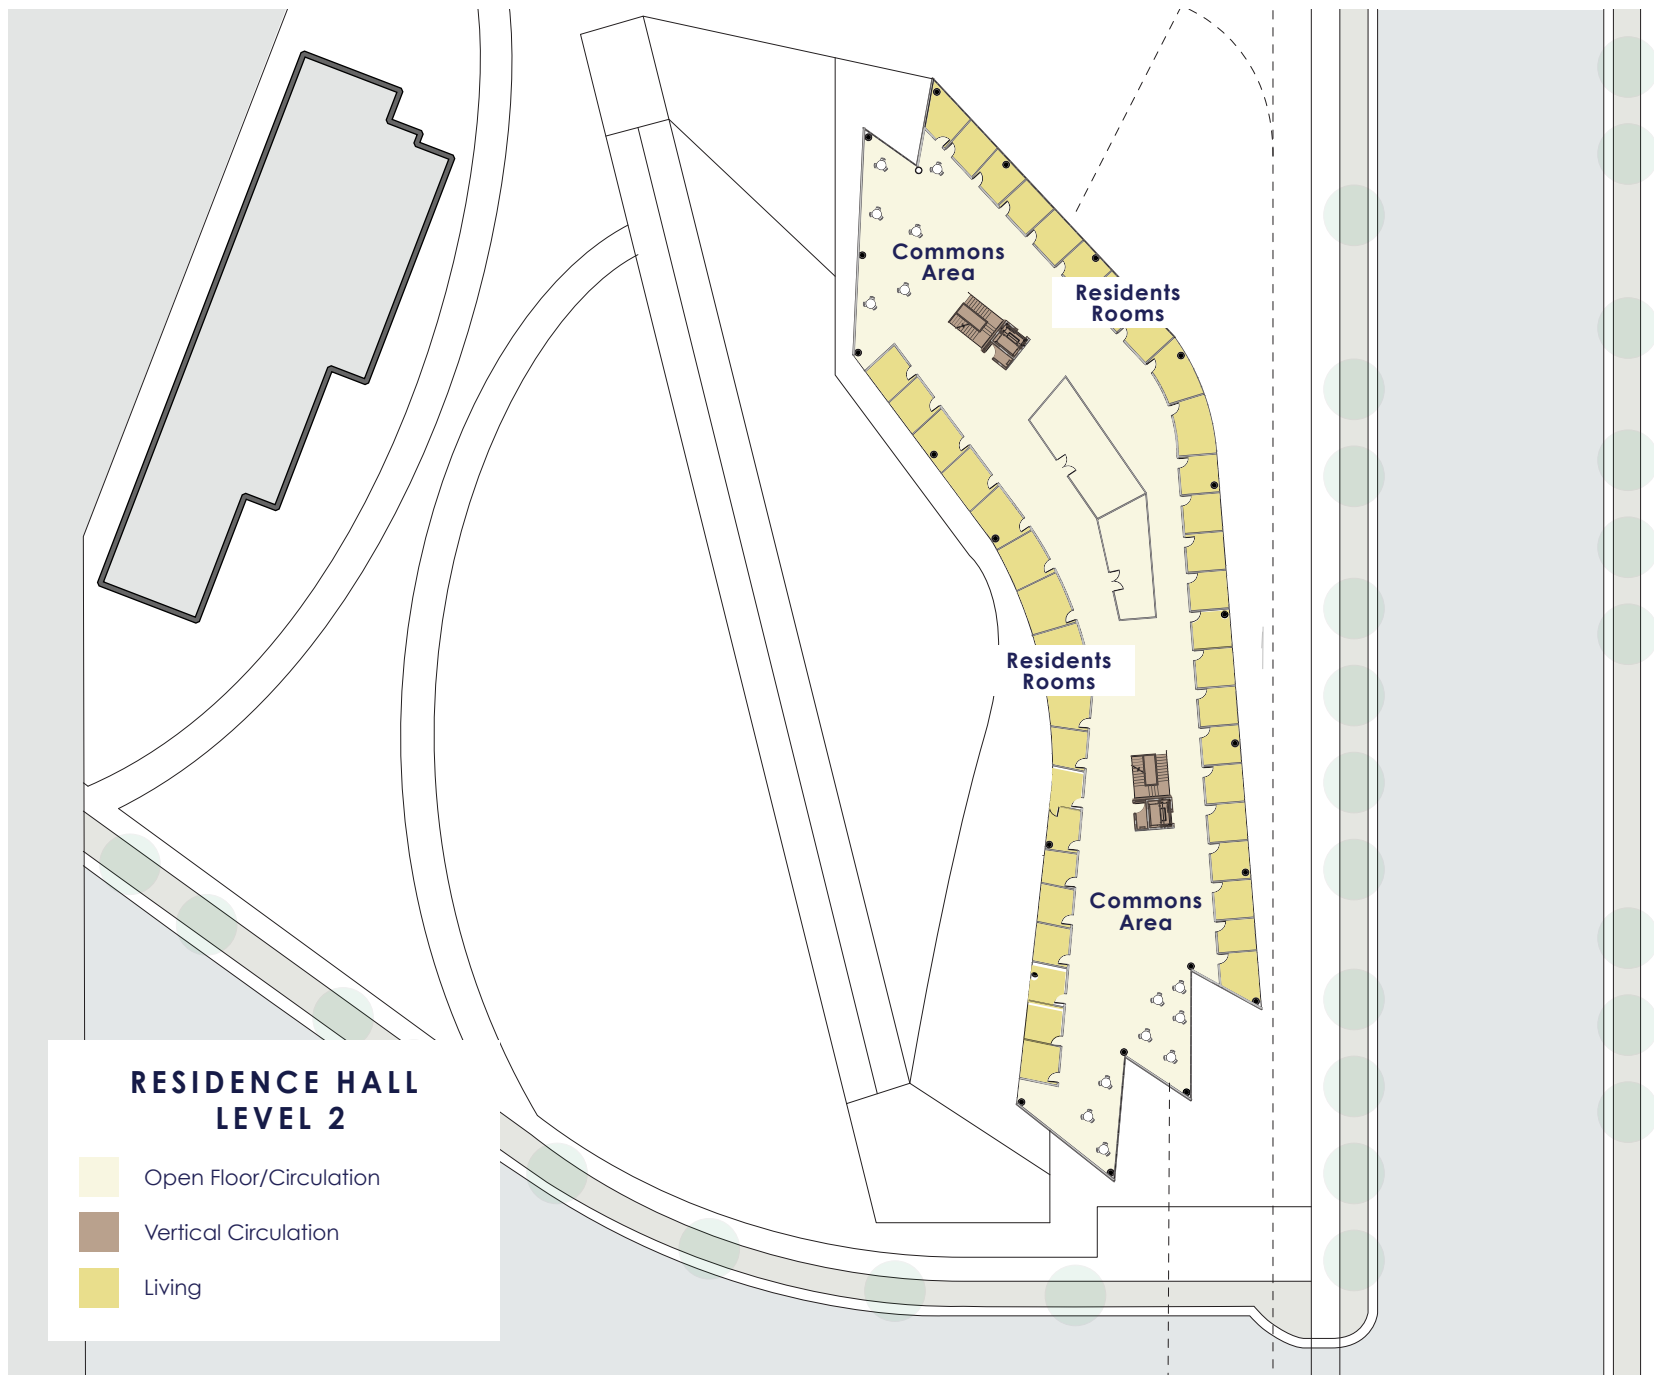 Commons
Area
Residents
Rooms
Residents
Rooms
Commons
Area
RESIDENCE HALL
LEVEL 2
Open Floor/Circulation
Vertical Circulation
Living